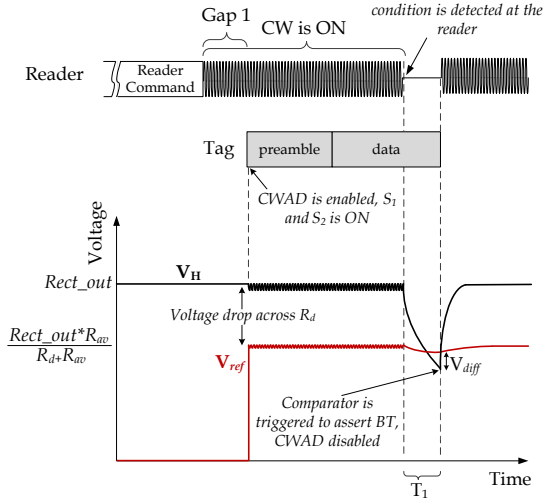 condition is detected at the
reader
Gap 1
CW is ON
Reader
Reader
Command
Tag
preamble
data
CWAD is enabled, S1
and S2 is ON
Voltage
Rect_out
VH
Voltage drop across Rd
Rect_out*Rav
Rd+Rav
Vref
Vdiff
Comparator is
triggered to assert BT,
CWAD disabled
Time
T1